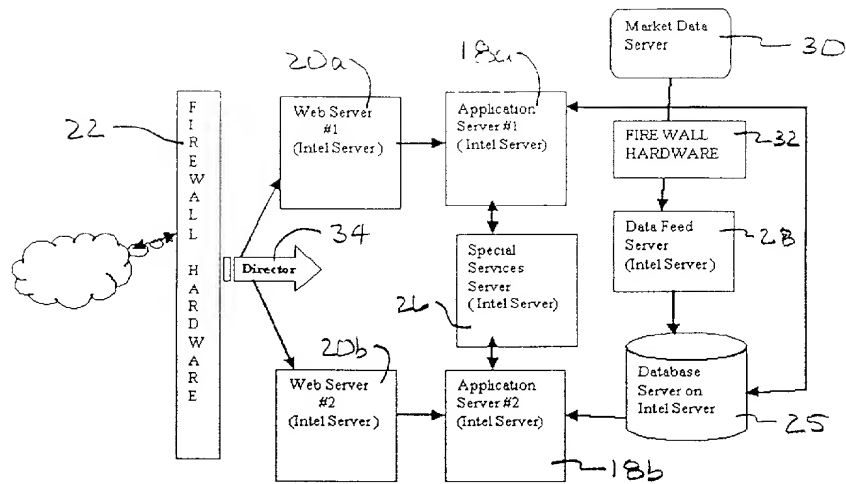 20a
18a
Market Data
Server
30
22
FIREWALL HARDWARE
Web Server
#1
(Intel Server)
Application
Server #1
( Intel Server)
FIRE WALL
HARDWARE
32
34
Director
Special
Services
Server
( Intel Server)
26
Data Feed
Server
(Intel Server)
28
20b
Web Server
#2
(Intel Server)
Application
Server #2
(Intel Server)
Database
Server on
Intel Server
25
18b